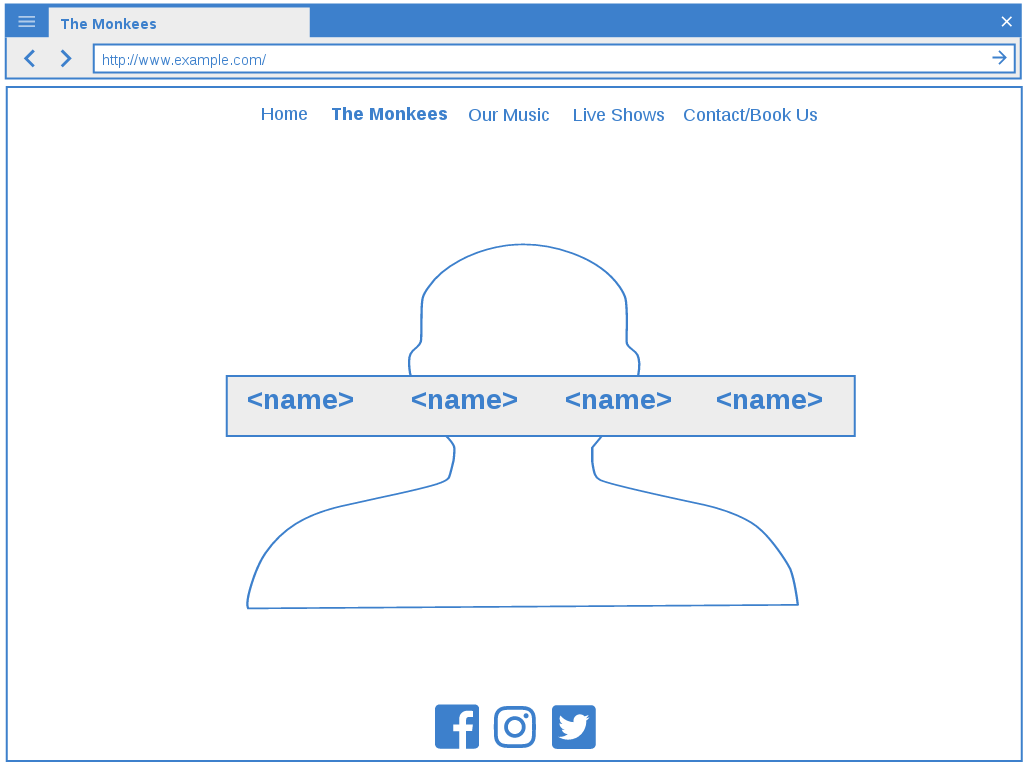 The Monkees
http://www.example.com/
Home The Monkees Our Music Live Shows Contact/Book Us
<name> <name> <name> <name>